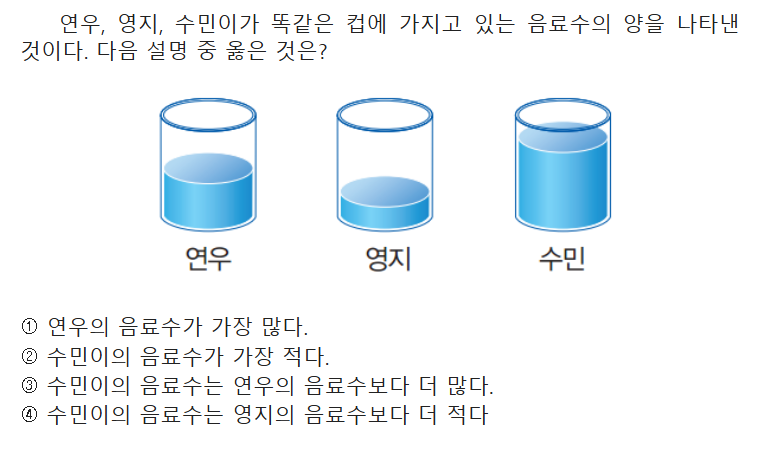 연우, 영지, 수민이가 똑같은 컵에 가지고 있는 음료수의 양을 나타낸
것이다. 다음 설명 중 옳은 것은?
연우 영지 수민
① 연우의 음료수가 가장 많다.
② 수민이의 음료수가 가장 적다.
③ 수민이의 음료수는 연우의 음료수보다 더 많다.
④ 수민이의 음료수는 영지의 음료수보다 더 적다